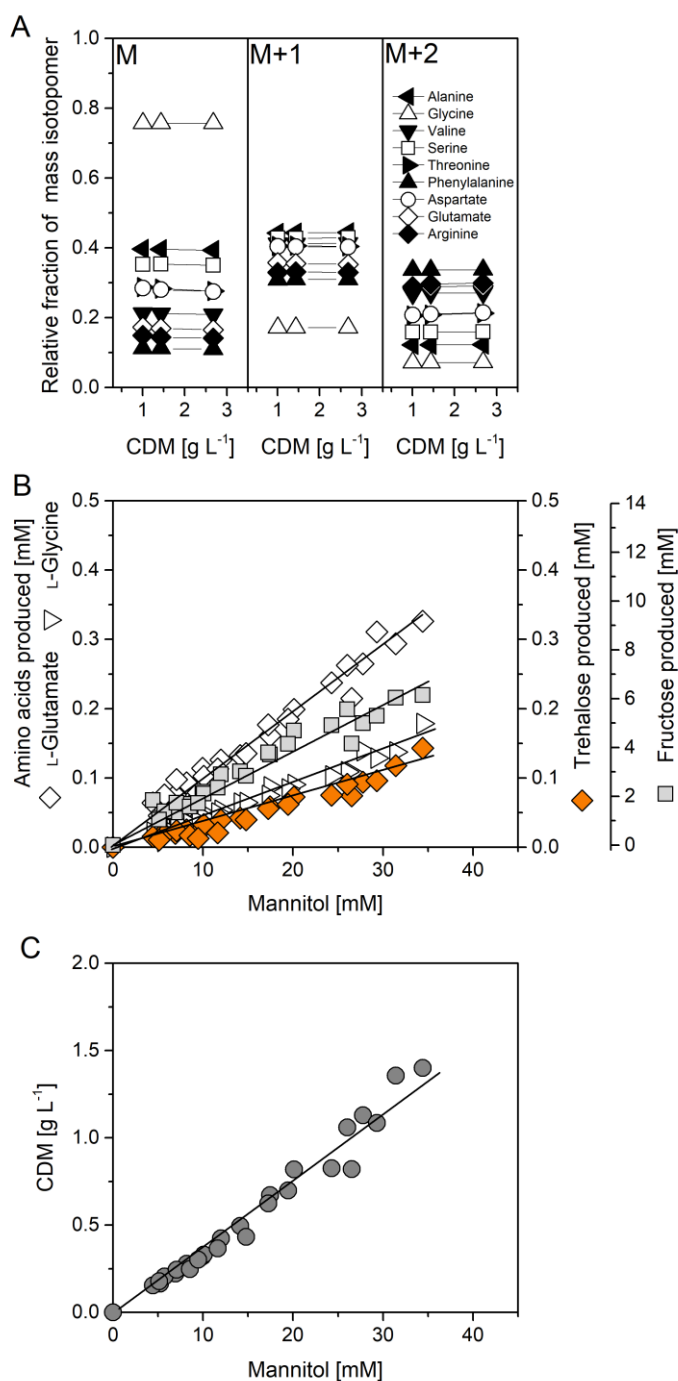 A
Relative fraction of mass isotopomer
1.0
0.8
0.6
0.4
0.2
0.0
M
M+1
M+2
Alanine
Glycine
Valine
Serine
Threonine
Phenylalanine
Aspartate
Glutamate
Arginine
1 2 3 1 2 3 1 2 3
CDM [g L⁻¹] CDM [g L⁻¹] CDM [g L⁻¹]
B
Amino acids produced [mM]
L-Glutamate L-Glycine
0.5
0.4
0.3
0.2
0.1
0.0
0 10 20 30 40
Mannitol [mM]
0.5
0.4
0.3
0.2
0.1
0.0
Trehalose produced [mM]
14
12
10
8
6
4
2
0
Fructose produced [mM]
C
CDM [g L⁻¹]
2.0
1.5
1.0
0.5
0.0
0 10 20 30 40
Mannitol [mM]